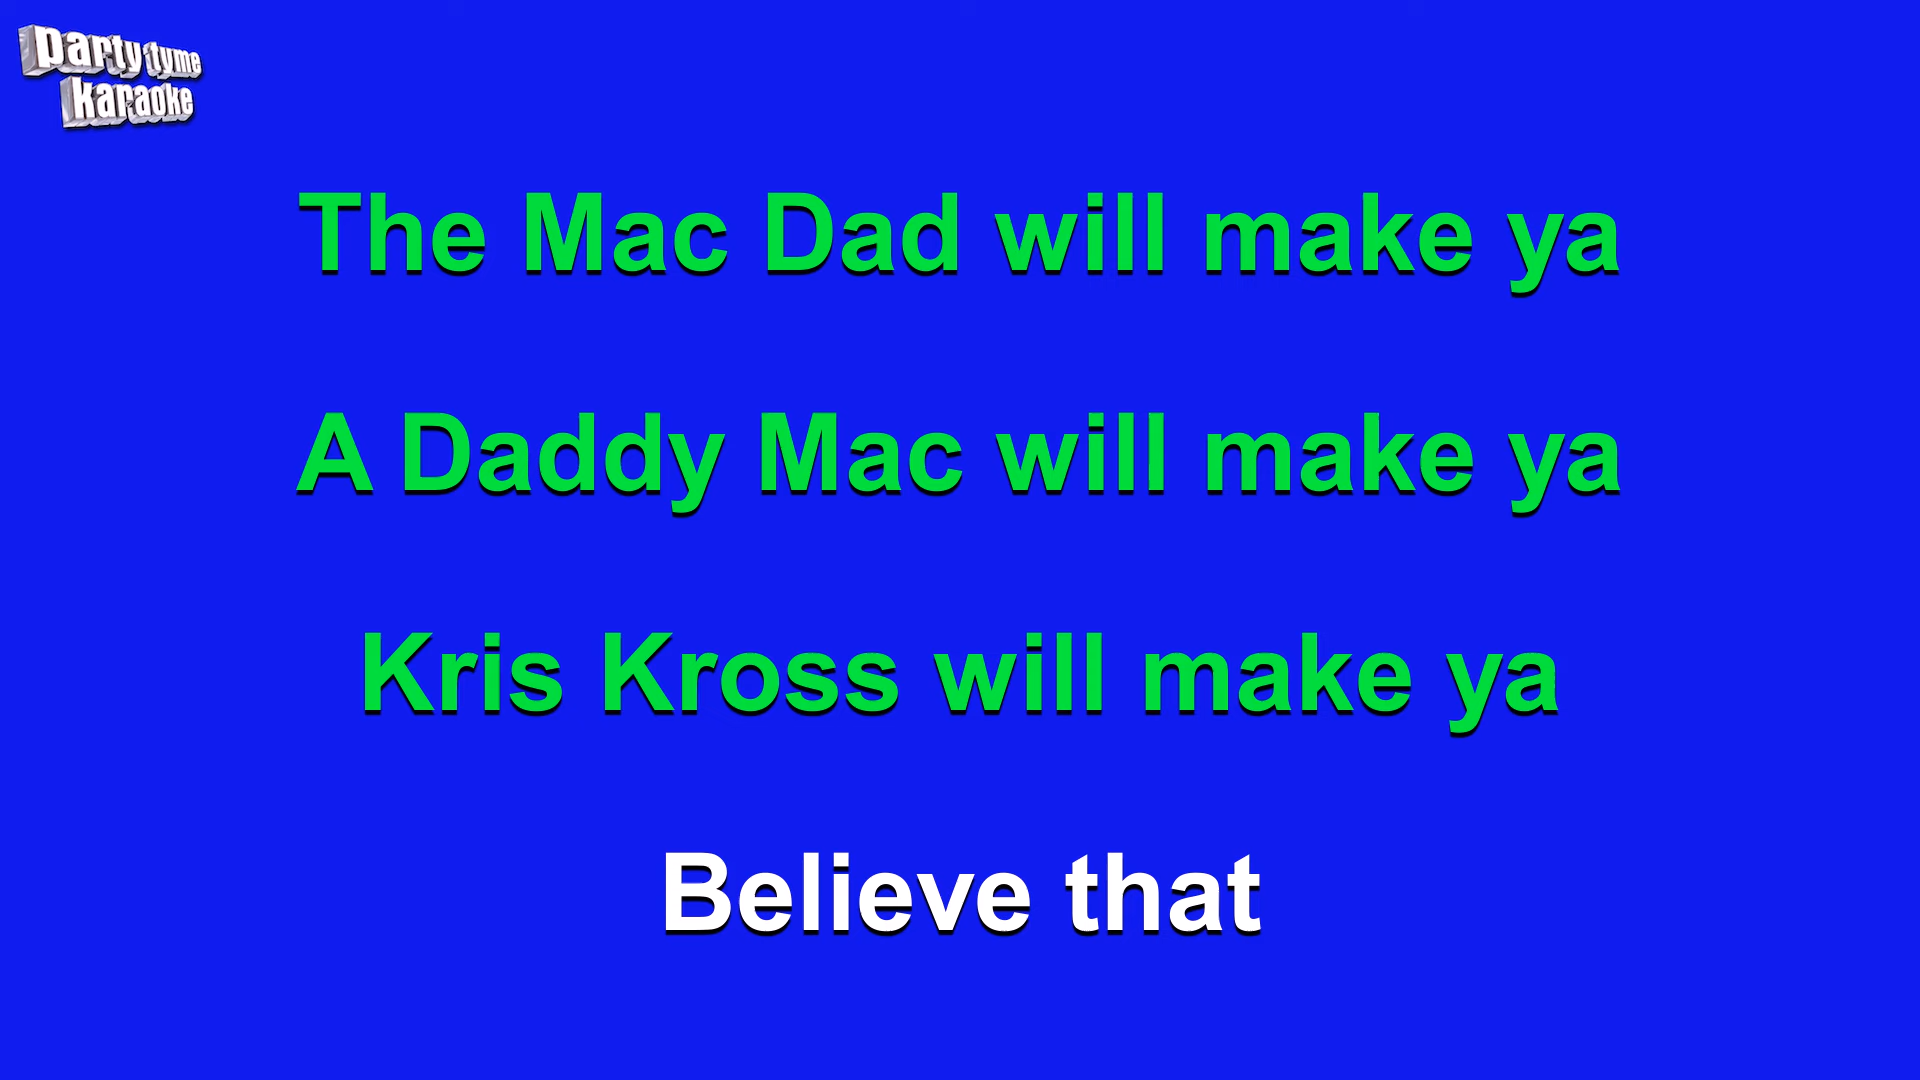 party tyme
karaoke
The Mac Dad will make ya
A Daddy Mac will make ya
Kris Kross will make ya
Believe that